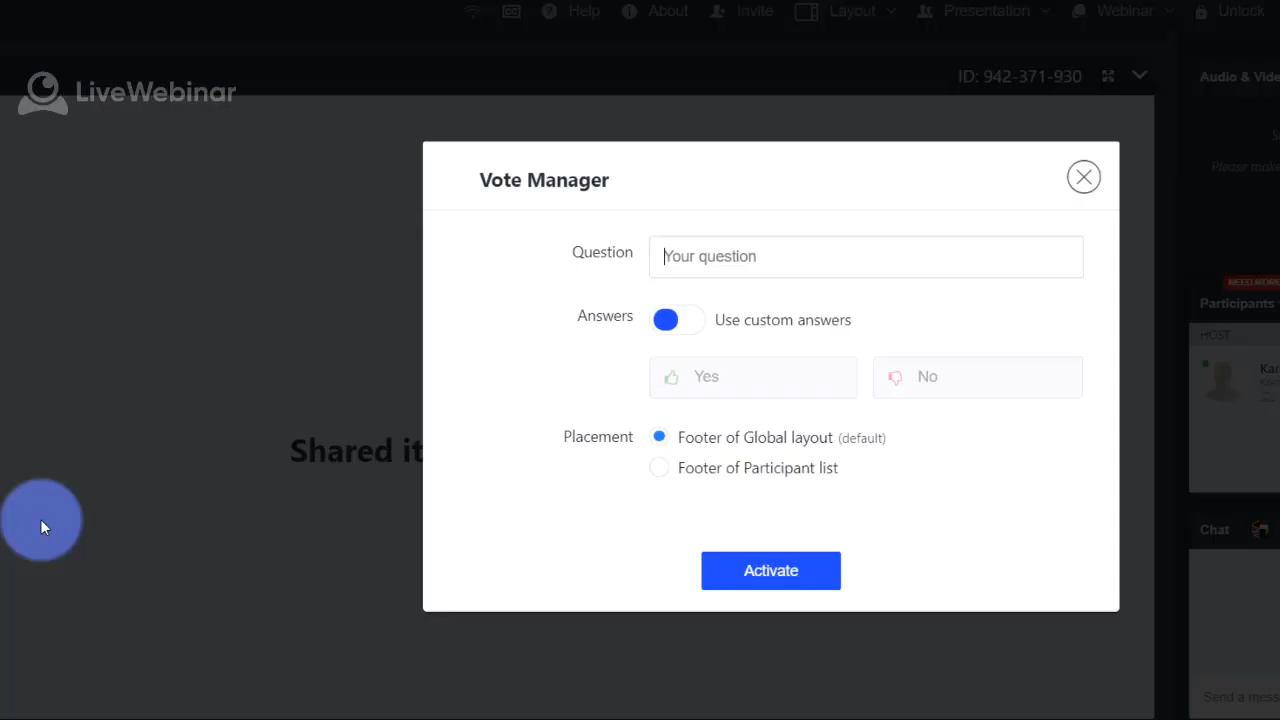 Help About Invite Layout Presentation Webinar Unlock
LiveWebinar
ID: 942-371-930
Audio & Vide
Please make
Vote Manager
Question
Your question
Answers
Use custom answers
Yes
No
Placement
Footer of Global layout (default)
Footer of Participant list
Activate
Shared it
NEED MORE
Participants
HOST
Chat
Send a mess